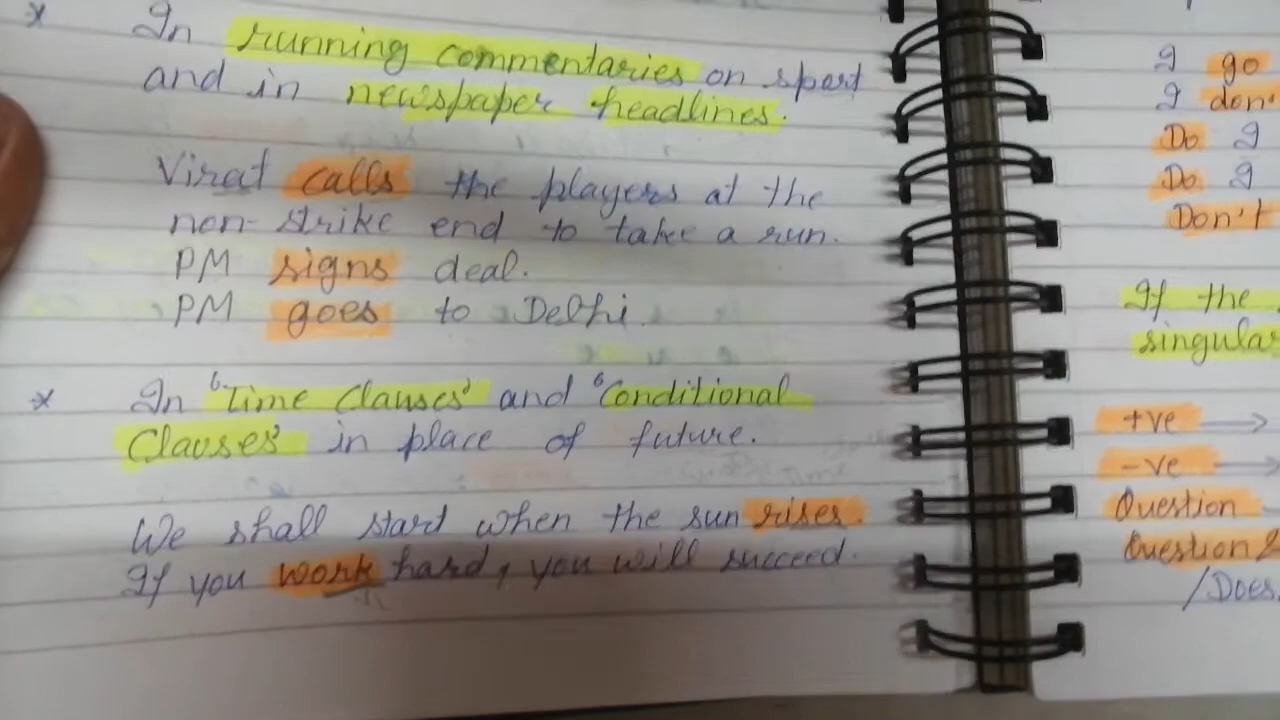 * In running commentaries on sport
and in newspaper headlines.
Virat calls the players at the
non-strike end to take a run.
PM signs deal.
PM goes to Delhi
* In 'Time Clauses' and 'Conditional
Clauses' in place of future.
We shall start when the sun rises.
If you work hard, you will succeed.
I go
I don'
Do I
Do I
Don't
If the
singular
+ve →
-ve →
Question
Question 2
/Does